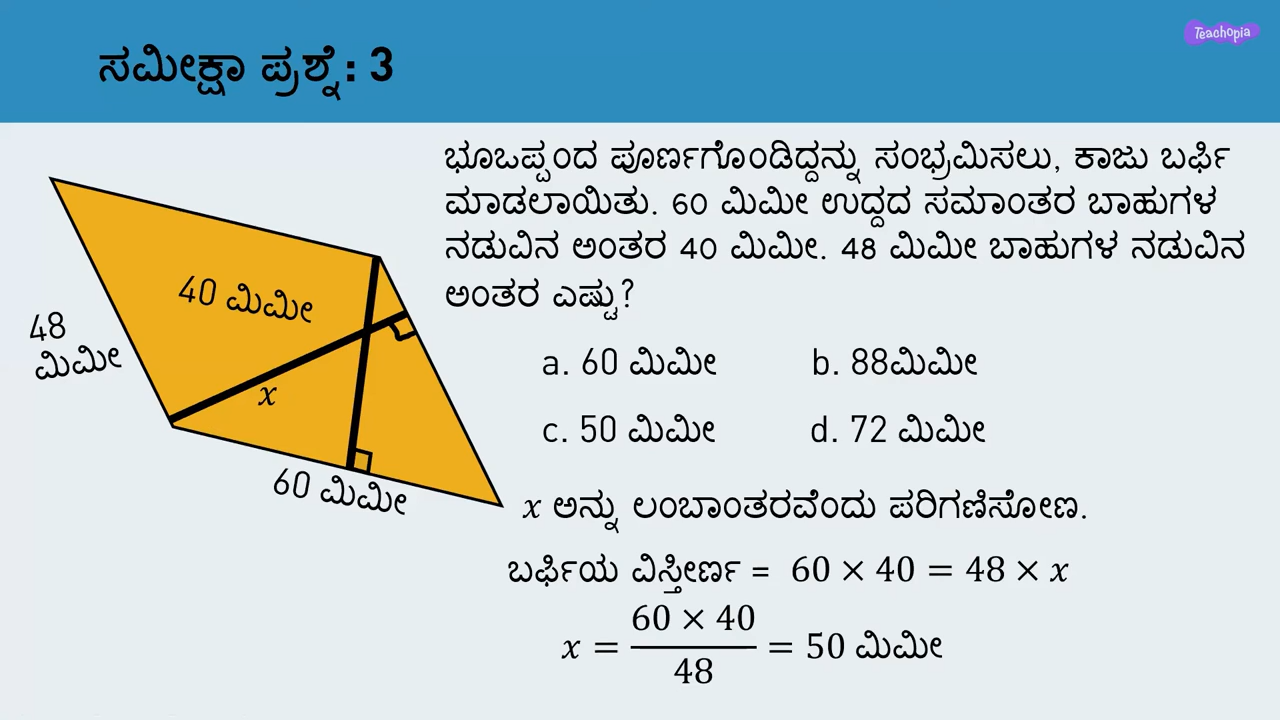 Teachopia
ಸಮೀಕ್ಷಾ ಪ್ರಶ್ನೆ: 3
ಭೂಒಪ್ಪಂದ ಪೂರ್ಣಗೊಂಡಿದ್ದನ್ನು ಸಂಭ್ರಮಿಸಲು, ಕಾಜು ಬರ್ಫಿ
ಮಾಡಲಾಯಿತು. 60 ಮಿಮೀ ಉದ್ದದ ಸಮಾಂತರ ಬಾಹುಗಳ
ನಡುವಿನ ಅಂತರ 40 ಮಿಮೀ. 48 ಮಿಮೀ ಬಾಹುಗಳ ನಡುವಿನ
ಅಂತರ ಎಷ್ಟು?
40 ಮಿಮೀ
48
ಮಿಮೀ
x
60 ಮಿಮೀ
a. 60 ಮಿಮೀ b. 88ಮಿಮೀ
c. 50 ಮಿಮೀ d. 72 ಮಿಮೀ
x ಅನ್ನು ಲಂಬಾಂತರವೆಂದು ಪರಿಗಣಿಸೋಣ.
ಬರ್ಫಿಯ ವಿಸ್ತೀರ್ಣ = 60 × 40 = 48 × x
x = 60 × 40 / 48 = 50 ಮಿಮೀ